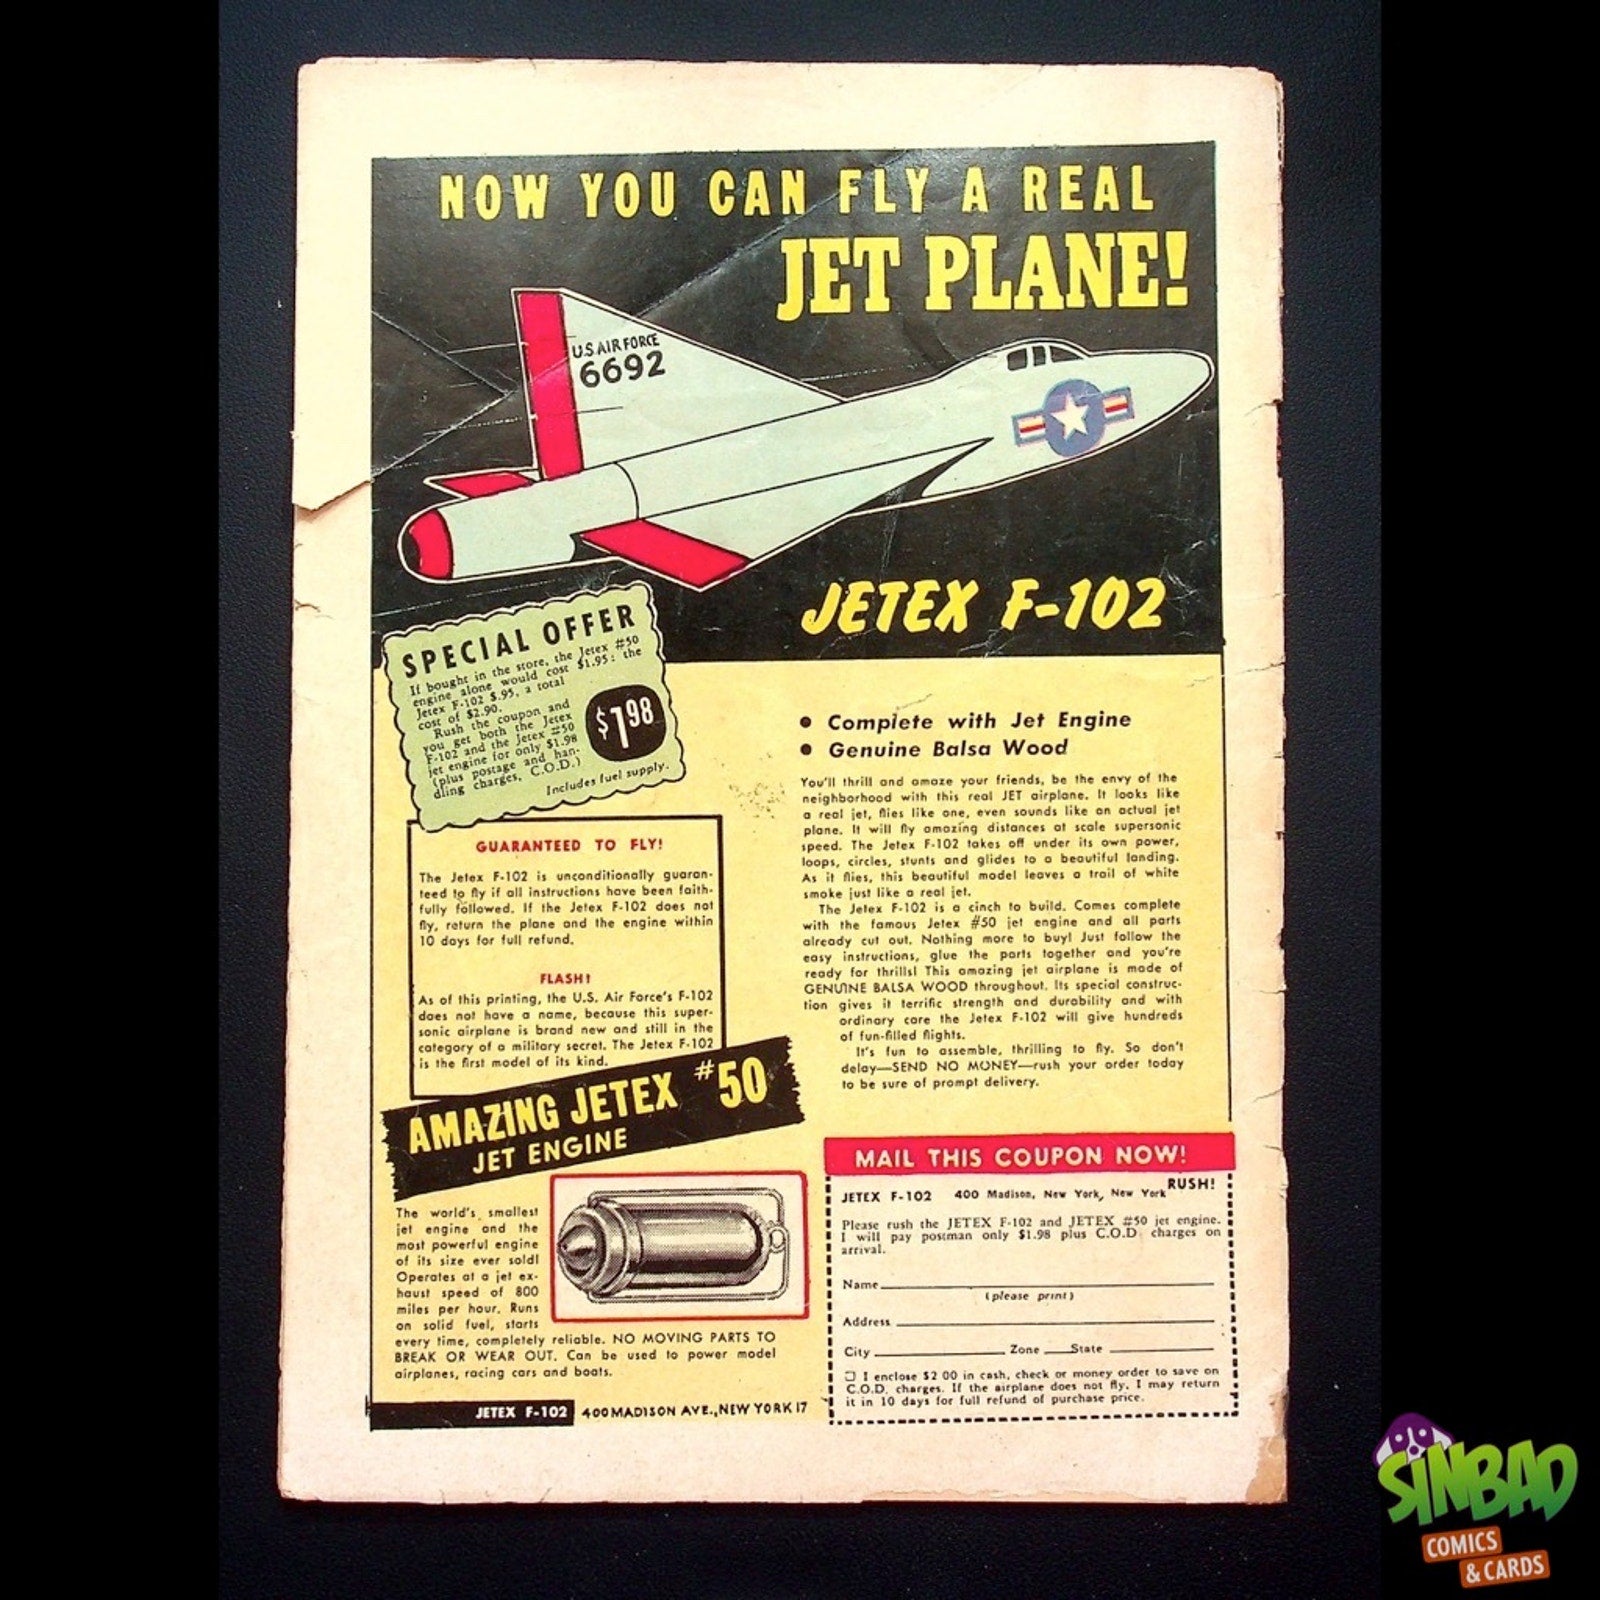 NOW YOU CAN FLY A REAL
JET PLANE!
U.S. AIR FORCE
6692
JETEX F-102
SPECIAL OFFER
If bought in the store, the Jetex #50
engine alone would cost $1.95: the
Jetex F-102 $.95, a total
cost of $2.90.
Rush the coupon and
you get both the Jetex
F-102 and the Jetex #50
jet engine for only $1.98
(plus postage and han-
dling charges, C.O.D.)
Includes fuel supply.
$1.98
GUARANTEED TO FLY!
The Jetex F-102 is unconditionally guaran-
teed to fly if all instructions have been faith-
fully followed. If the Jetex F-102 does not
fly, return the plane and the engine within
10 days for full refund.
FLASH!
As of this printing, the U.S. Air Force's F-102
does not have a name, because this super-
sonic airplane is brand new and still in the
category of a military secret. The Jetex F-102
is the first model of its kind.
AMAZING JETEX #50
JET ENGINE
The world's smallest
jet engine and the
most powerful engine
of its size ever sold!
Operates at a jet ex-
haust speed of 800
miles per hour. Runs
on solid fuel, starts
every time, completely reliable. NO MOVING PARTS TO
BREAK OR WEAR OUT. Can be used to power model
airplanes, racing cars and boats.
JETEX F-102 400 MADISON AVE., NEW YORK 17
• Complete with Jet Engine
• Genuine Balsa Wood
You'll thrill and amaze your friends, be the envy of the
neighborhood with this real JET airplane. It looks like
a real jet, flies like one, even sounds like an actual jet
plane. It will fly amazing distances at scale supersonic
speed. The Jetex F-102 takes off under its own power,
loops, circles, stunts and glides to a beautiful landing.
As it flies, this beautiful model leaves a trail of white
smoke just like a real jet.
The Jetex F-102 is a cinch to build. Comes complete
with the famous Jetex #50 jet engine and all parts
already cut out. Nothing more to buy! Just follow the
easy instructions, glue the parts together and you're
ready for thrills! This amazing jet airplane is made of
GENUINE BALSA WOOD throughout. Its special construc-
tion gives it terrific strength and durability and with
ordinary care the Jetex F-102 will give hundreds
of fun-filled flights.
It's fun to assemble, thrilling to fly. So don't
delay—SEND NO MONEY—rush your order today
to be sure of prompt delivery.
MAIL THIS COUPON NOW!
RUSH!
JETEX F-102 400 Madison, New York, New York
Please rush the JETEX F-102 and JETEX #50 jet engine.
I will pay postman only $1.98 plus C.O.D charges on
arrival.
Name
(please print)
Address
City Zone State
☐ I enclose $2 00 in cash, check or money order to save on
C.O.D. charges. If the airplane does not fly, I may return
it in 10 days for full refund of purchase price.
SINBAD
COMICS
& CARDS